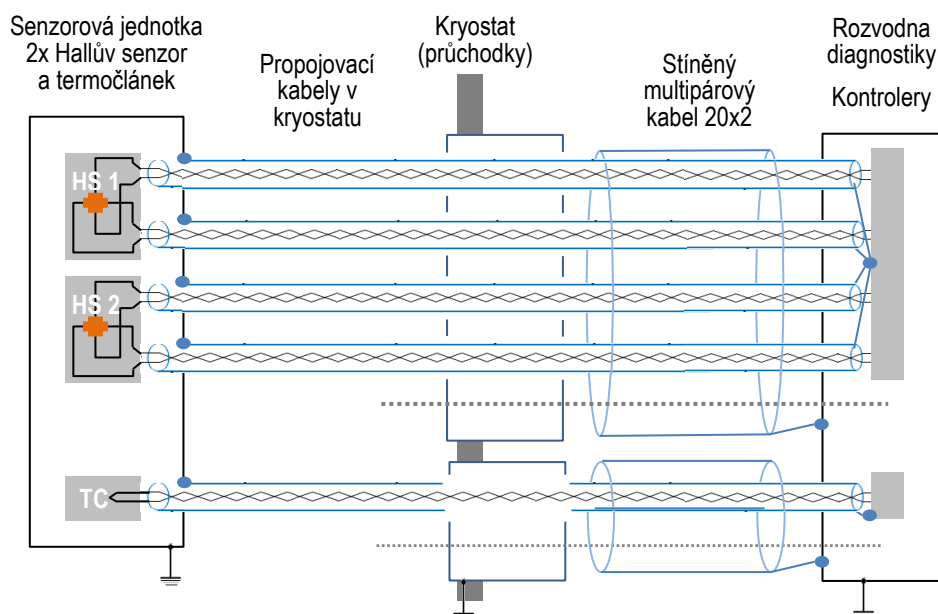 Senzorová jednotka
2x Hallův senzor
a termočlánek
Propojovací
kabely v
kryostatu
Kryostat
(průchodky)
Stíněný
multipárový
kabel 20x2
Rozvodna
diagnostiky
Kontrolery
HS 1
HS 2
TC